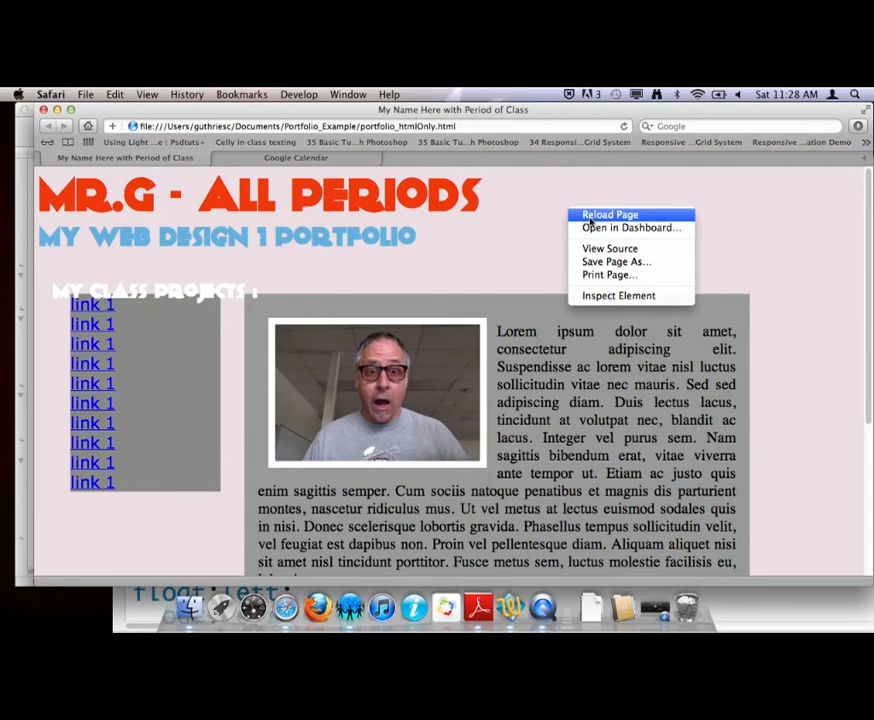 Safari File Edit View History Bookmarks Develop Window Help 3 Sat 11:28 AM
My Name Here with Period of Class
file:///Users/guthriesc/Documents/Portfolio_Example/portfolio_htmlOnly.html Google
Using Light ...e | Psdtuts+ Celly in class texting 35 Basic Tu...h Photoshop 35 Basic Tu...h Photoshop 34 Responsi...Grid System Responsive ...Grid System Responsive ...ation Demo
My Name Here with Period of Class Google Calendar
MR.G - ALL PERIODS
MY WEB DESIGN 1 PORTFOLIO
Reload Page
Open in Dashboard...
View Source
Save Page As...
Print Page...
Inspect Element
MY CLASS PROJECTS :
link 1
link 1
link 1
link 1
link 1
link 1
link 1
link 1
link 1
link 1
Lorem ipsum dolor sit amet,
consectetur adipiscing elit.
Suspendisse ac lorem vitae nisl luctus
sollicitudin vitae nec mauris. Sed sed
adipiscing diam. Duis lectus lacus,
tincidunt at volutpat nec, blandit ac
lacus. Integer vel purus sem. Nam
sagittis bibendum erat, vitae viverra
ante tempor ut. Etiam ac justo quis
enim sagittis semper. Cum sociis natoque penatibus et magnis dis parturient
montes, nascetur ridiculus mus. Ut vel metus at lectus euismod sodales quis
in nisi. Donec scelerisque lobortis gravida. Phasellus tempus sollicitudin velit,
vel feugiat est dapibus non. Proin vel pellentesque diam. Aliquam aliquet nisi
sit amet nisl tincidunt porttitor. Fusce metus sem, luctus molestie facilisis eu,
float:left;